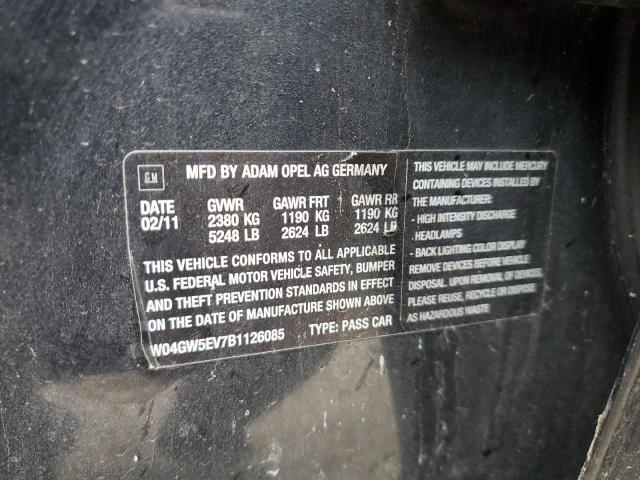 GM
MFD BY ADAM OPEL AG GERMANY
DATE GVWR GAWR FRT GAWR RR
02/11 2380 KG 1190 KG 1190 KG
5248 LB 2624 LB 2624 LB
THIS VEHICLE CONFORMS TO ALL APPLICABLE
U.S. FEDERAL MOTOR VEHICLE SAFETY, BUMPER
AND THEFT PREVENTION STANDARDS IN EFFECT
ON THE DATE OF MANUFACTURE SHOWN ABOVE
W04GW5EV7B1126085 TYPE: PASS CAR
THIS VEHICLE MAY INCLUDE MERCURY
CONTAINING DEVICES INSTALLED BY
THE MANUFACTURER:
- HIGH INTENSITY DISCHARGE
HEADLAMPS
- BACK LIGHTING COLOR DISPLAY
REMOVE DEVICES BEFORE VEHICLE
DISPOSAL. UPON REMOVAL OF DEVICES,
PLEASE REUSE, RECYCLE OR DISPOSE
AS HAZARDOUS WASTE